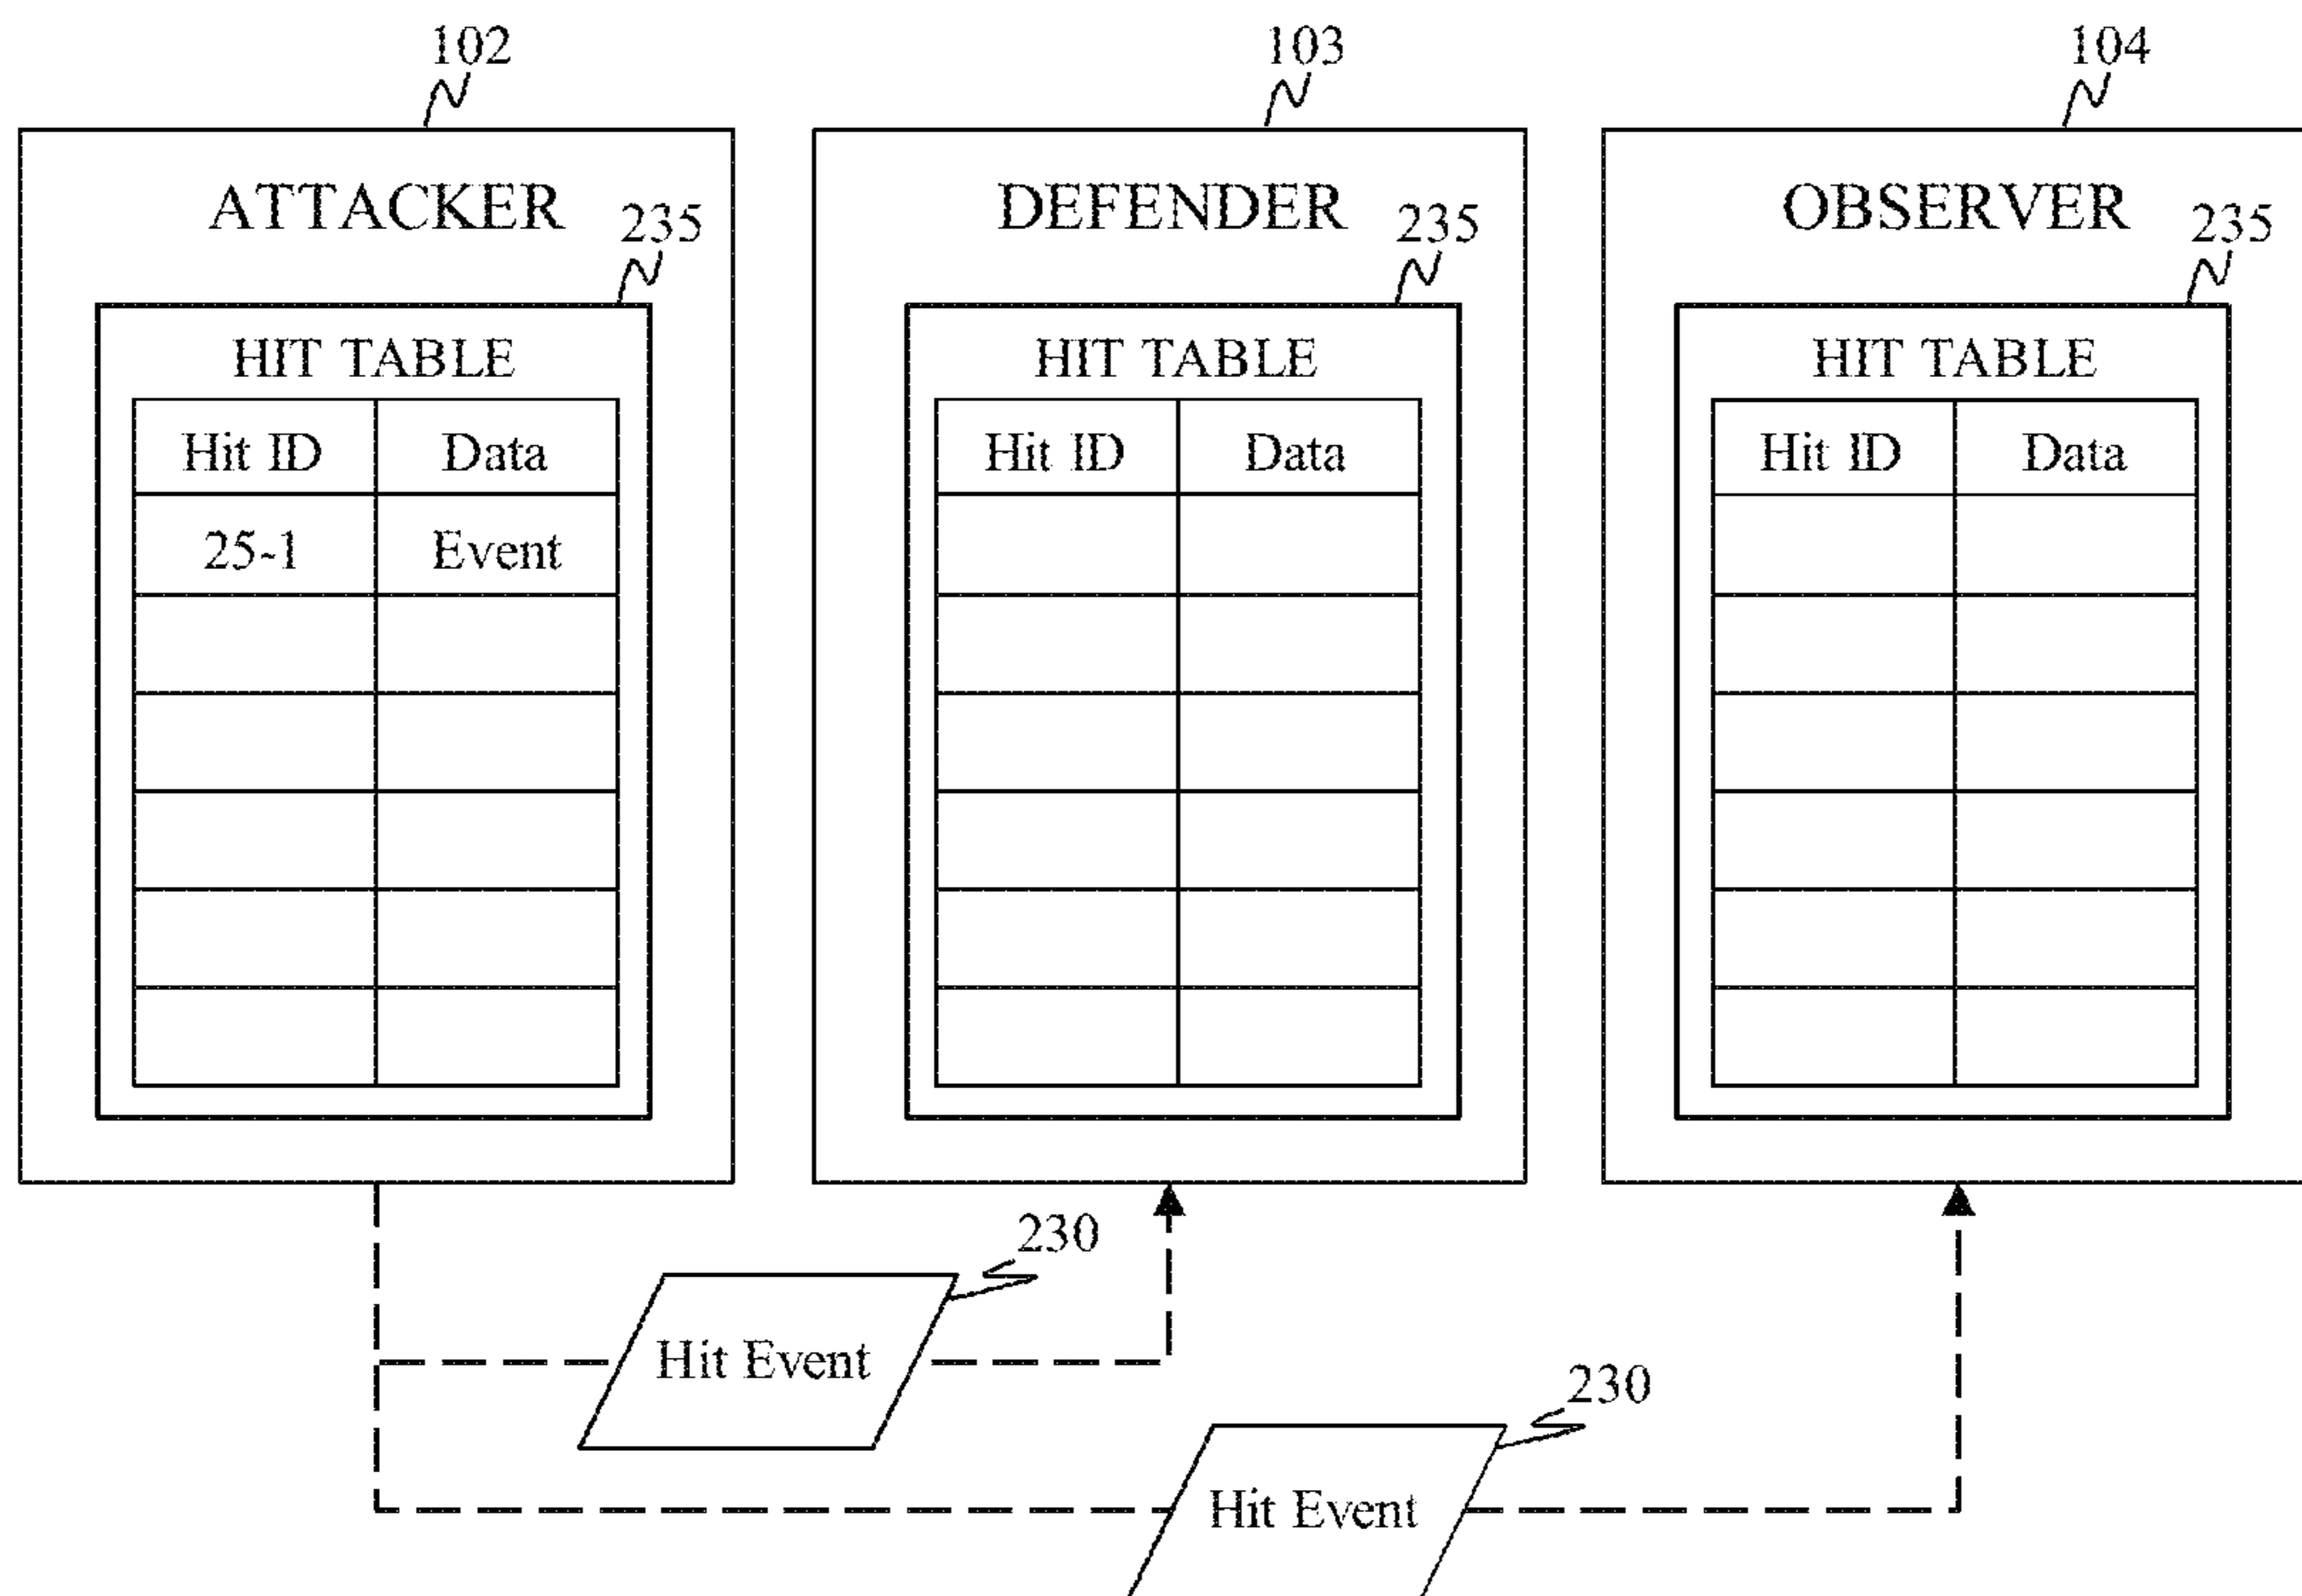 102 103 104
ATTACKER DEFENDER OBSERVER
235 235 235
HIT TABLE HIT TABLE HIT TABLE
Hit ID Data Hit ID Data Hit ID Data
25-1 Event
230
Hit Event
230
Hit Event